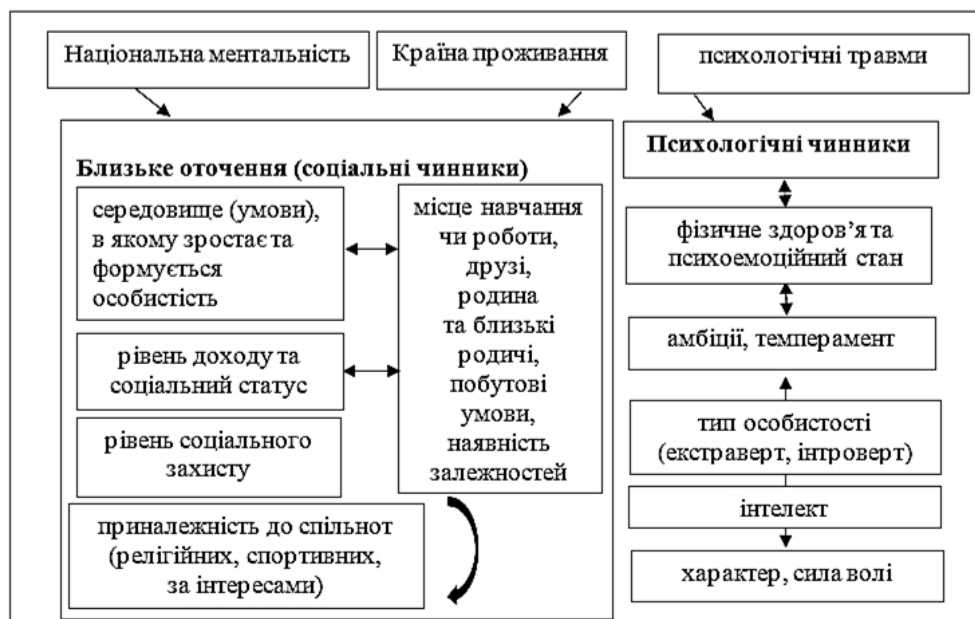 Національна ментальність
Країна проживання
психологічні травми
Близьке оточення (соціальні чинники)
середовище (умови),
в якому зростає та
формується
особистість
рівень доходу та
соціальний статус
рівень соціального
захисту
приналежність до спільнот
(релігійних, спортивних,
за інтересами)
місце навчання
чи роботи,
друзі,
родина
та близькі
родичі,
побутові
умови,
наявність
залежностей
Психологічні чинники
фізичне здоров’я та
психоемоційний стан
амбіції, темперамент
тип особистості
(екстраверт, інтроверт)
інтелект
характер, сила волі